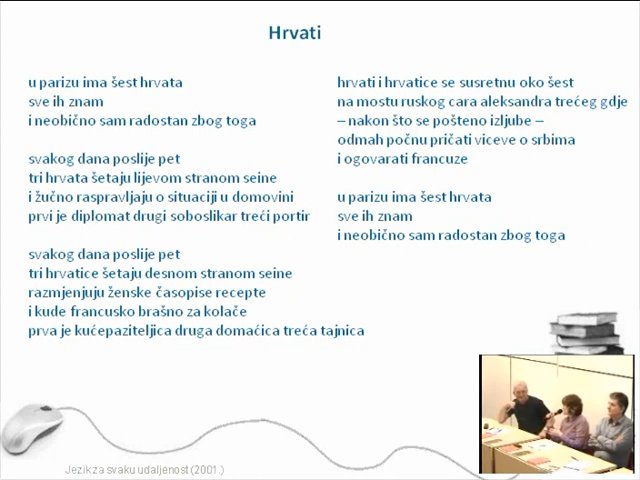 Hrvati
u parizu ima šest hrvata
sve ih znam
i neobično sam radostan zbog toga
svakog dana poslije pet
tri hrvata šetaju lijevom stranom seine
i žučno raspravljaju o situaciji u domovini
prvi je diplomat drugi soboslikar treći portir
svakog dana poslije pet
tri hrvatice šetaju desnom stranom seine
razmjenjuju ženske časopise recepte
i kude francusko brašno za kolače
prva je kućepaziteljica druga domaćica treća tajnica
hrvati i hrvatice se susretnu oko šest
na mostu ruskog cara aleksandra trećeg gdje
– nakon što se pošteno izljube –
odmah počnu pričati viceve o srbima
i ogovarati francuze
u parizu ima šest hrvata
sve ih znam
i neobično sam radostan zbog toga
Jezik za svaku udaljenost (2001.)